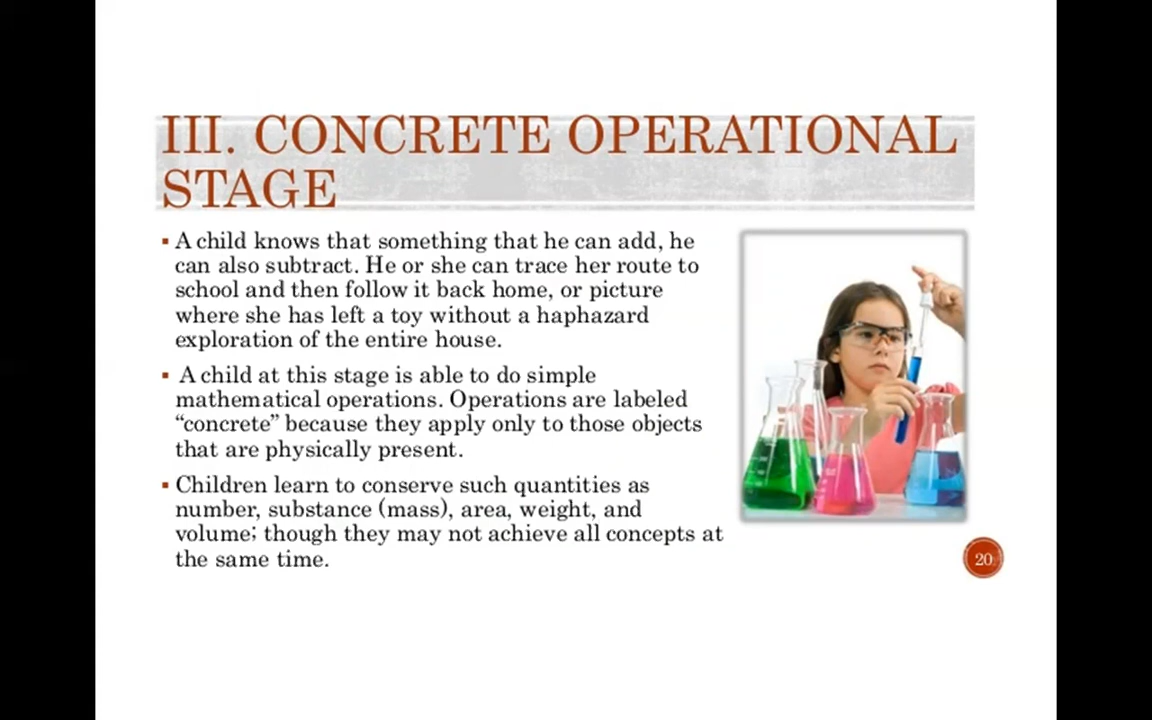 III. CONCRETE OPERATIONAL
STAGE
▪ A child knows that something that he can add, he
can also subtract. He or she can trace her route to
school and then follow it back home, or picture
where she has left a toy without a haphazard
exploration of the entire house.
▪ A child at this stage is able to do simple
mathematical operations. Operations are labeled
“concrete” because they apply only to those objects
that are physically present.
▪ Children learn to conserve such quantities as
number, substance (mass), area, weight, and
volume; though they may not achieve all concepts at
the same time.
20